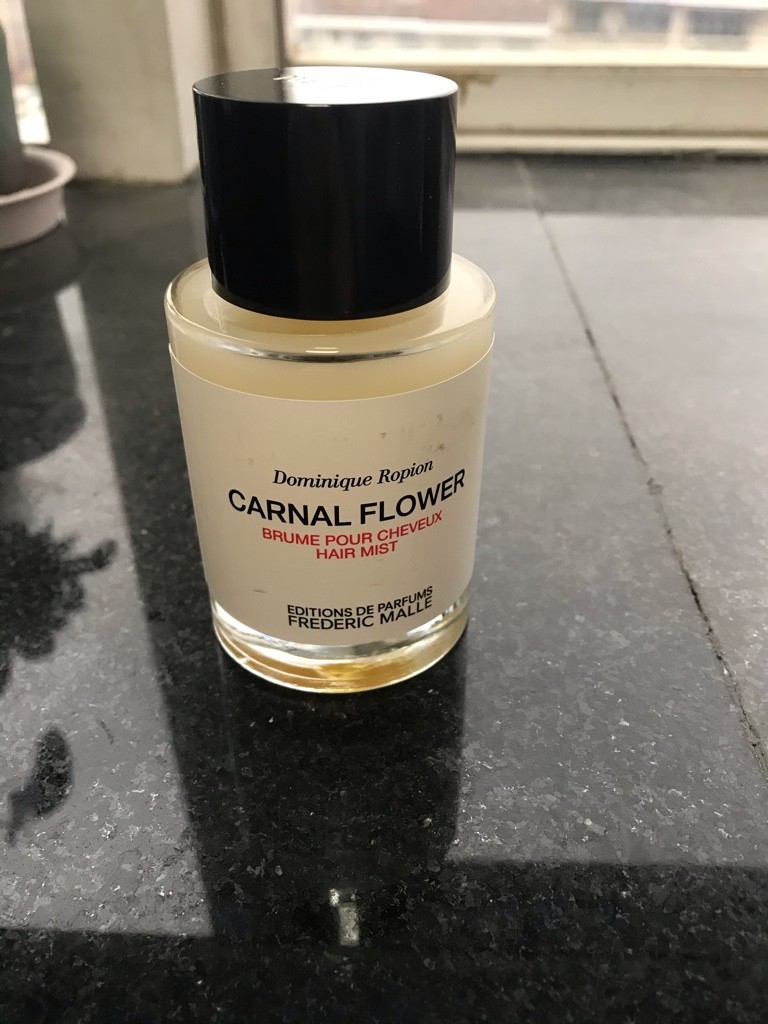 Dominique Ropion
CARNAL FLOWER
BRUME POUR CHEVEUX
HAIR MIST
EDITIONS DE PARFUMS
FREDERIC MALLE